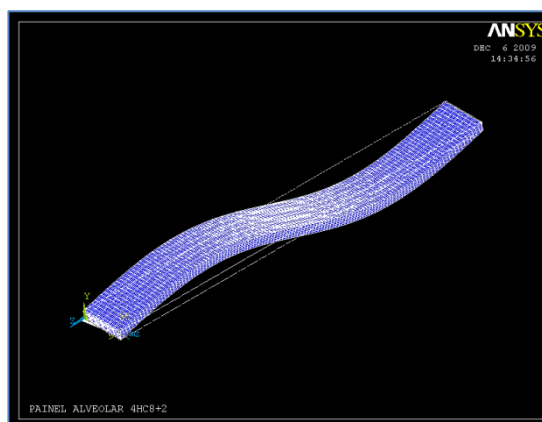 ANSYS
DEC 6 2009
14:34:56
Y
PAINEL ALVEOLAR 4HC8+2